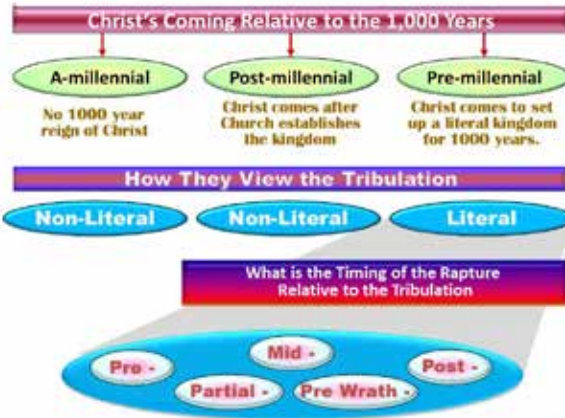 Christ's Coming Relative to the 1,000 Years
A-millennial
Post-millennial
Pre-millennial
No 1000 year
reign of Christ
Christ comes after
Church establishes
the kingdom
Christ comes to set
up a literal kingdom
for 1000 years.
How They View the Tribulation
Non-Literal
Non-Literal
Literal
What is the Timing of the Rapture
Relative to the Tribulation
Pre -
Mid -
Post -
Partial -
Pre Wrath -